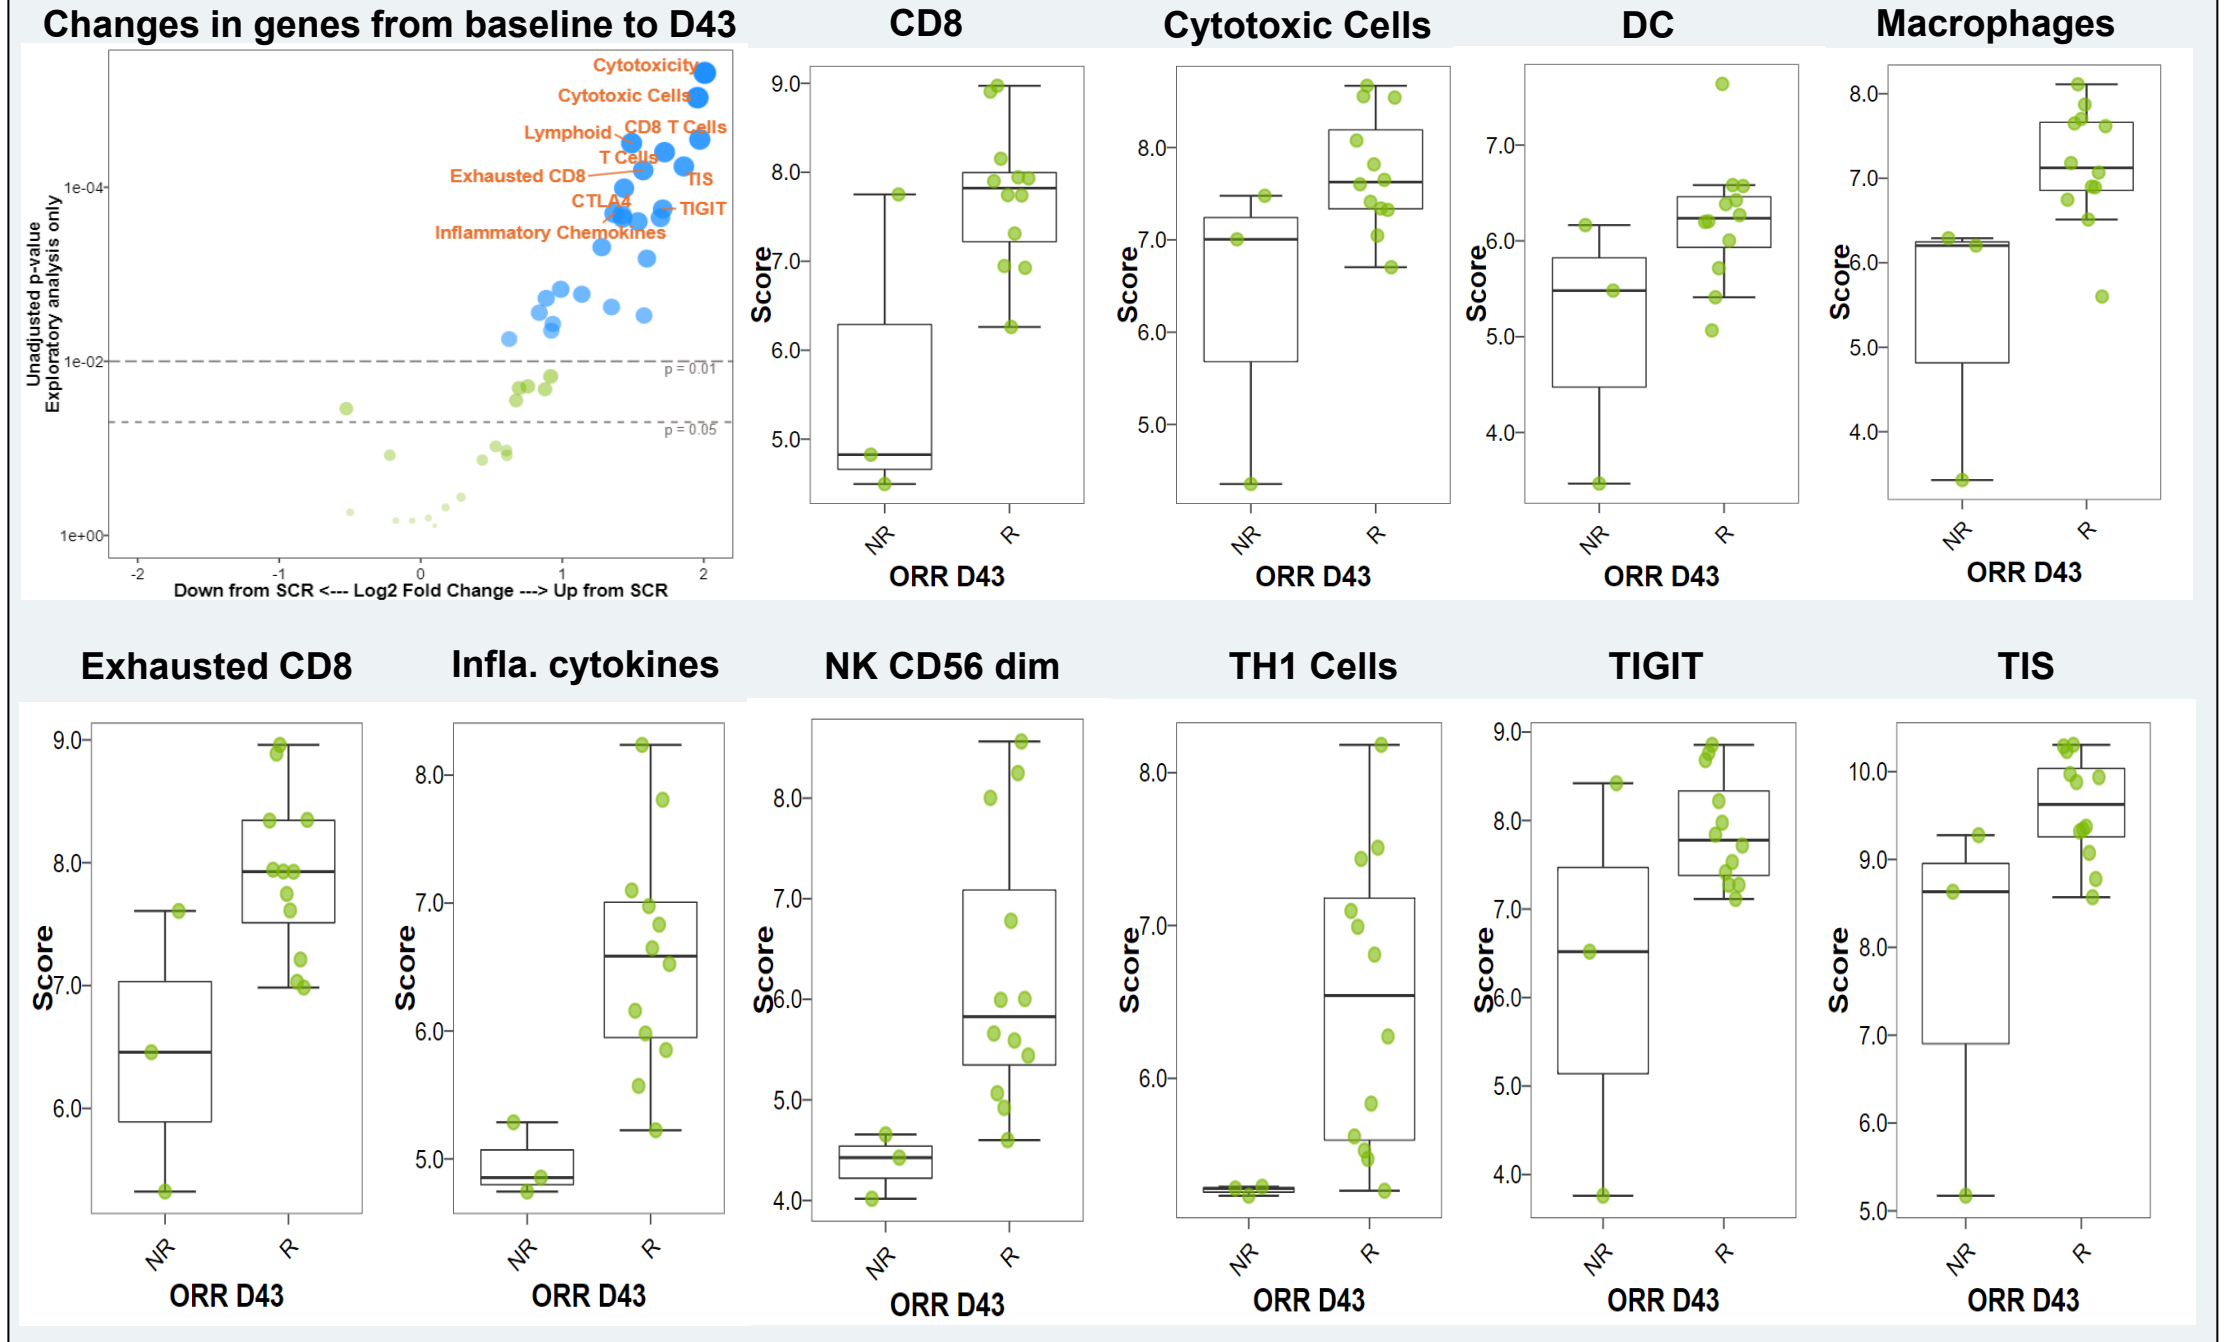 Changes in genes from baseline to D43
Unadjusted p-value
Exploratory analysis only
1e-04
1e-02
1e+00
Cytotoxicity
Cytotoxic Cells
Lymphoid
CD8 T Cells
T Cells
Exhausted CD8
TIS
CTLA4
TIGIT
Inflammatory Chemokines
p = 0.01
p = 0.05
-2
-1
0
1
2
Down from SCR <--- Log2 Fold Change ---> Up from SCR
CD8
Score
9.0
8.0
7.0
6.0
5.0
NR
R
ORR D43
Cytotoxic Cells
Score
8.0
7.0
6.0
5.0
NR
R
ORR D43
DC
Score
7.0
6.0
5.0
4.0
NR
R
ORR D43
Macrophages
Score
8.0
7.0
6.0
5.0
4.0
NR
R
ORR D43
Exhausted CD8
Score
9.0
8.0
7.0
6.0
NR
R
ORR D43
Infla. cytokines
Score
8.0
7.0
6.0
5.0
NR
R
ORR D43
NK CD56 dim
Score
8.0
7.0
6.0
5.0
4.0
NR
R
ORR D43
TH1 Cells
Score
8.0
7.0
6.0
NR
R
ORR D43
TIGIT
Score
9.0
8.0
7.0
6.0
5.0
4.0
NR
R
ORR D43
TIS
Score
10.0
9.0
8.0
7.0
6.0
5.0
NR
R
ORR D43